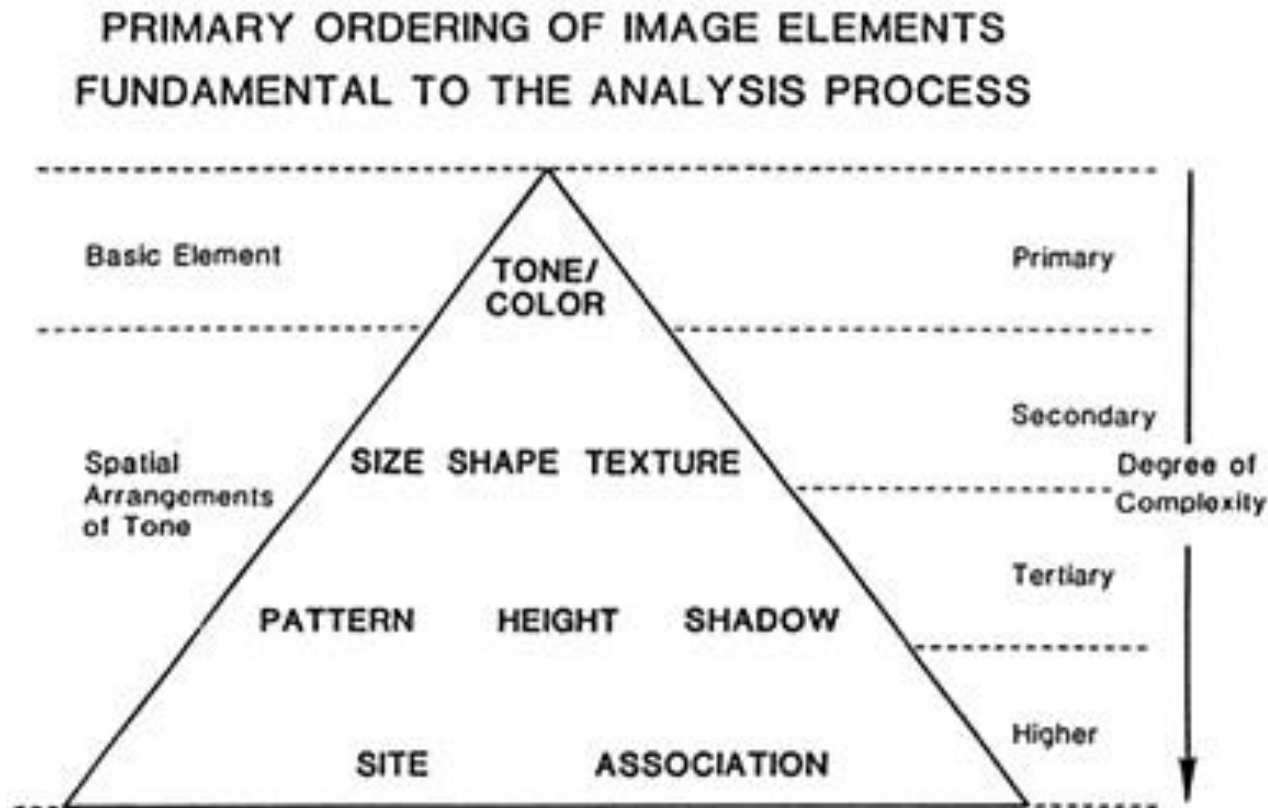 PRIMARY ORDERING OF IMAGE ELEMENTS
FUNDAMENTAL TO THE ANALYSIS PROCESS
Basic Element
TONE/
COLOR
Primary
Secondary
Spatial
Arrangements
of Tone
SIZE SHAPE TEXTURE
Degree of
Complexity
Tertiary
PATTERN HEIGHT SHADOW
Higher
SITE ASSOCIATION